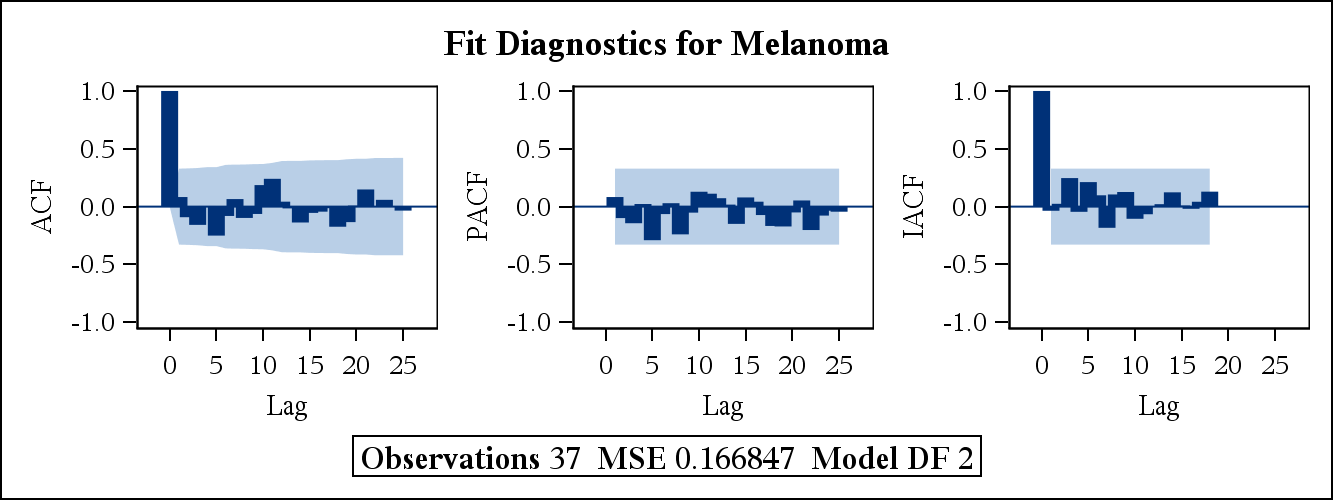 Fit Diagnostics for Melanoma
1.0
0.5
0.0
-0.5
-1.0
ACF
0 5 10 15 20 25
Lag
1.0
0.5
0.0
-0.5
-1.0
PACF
0 5 10 15 20 25
Lag
1.0
0.5
0.0
-0.5
-1.0
IACF
0 5 10 15 20 25
Lag
Observations 37 MSE 0.166847 Model DF 2